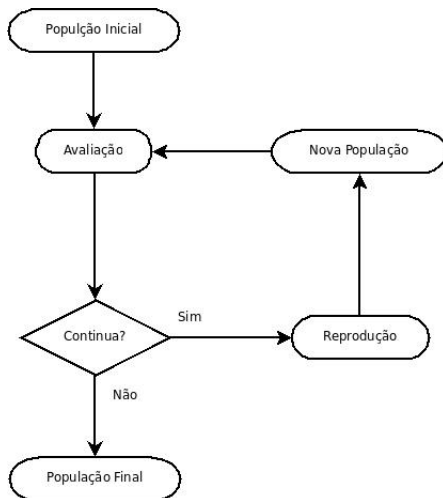 Populção Inicial
Avaliação
Nova População
Continua?
Sim
Reprodução
Não
População Final